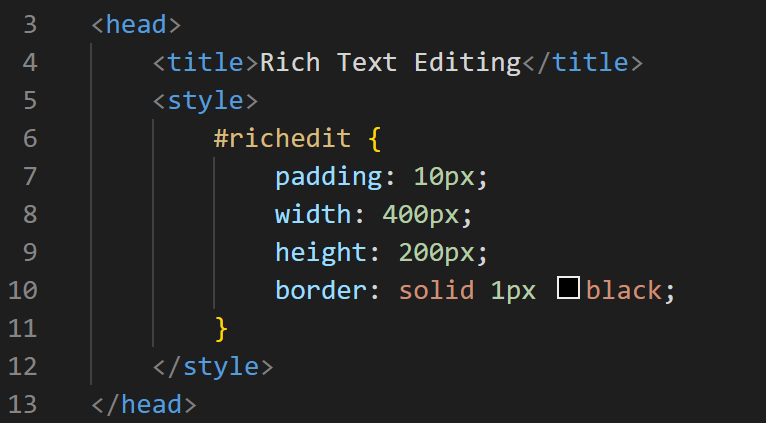 3 <head>
4 <title>Rich Text Editing</title>
5 <style>
6 #richedit {
7 padding: 10px;
8 width: 400px;
9 height: 200px;
10 border: solid 1px black;
11 }
12 </style>
13 </head>